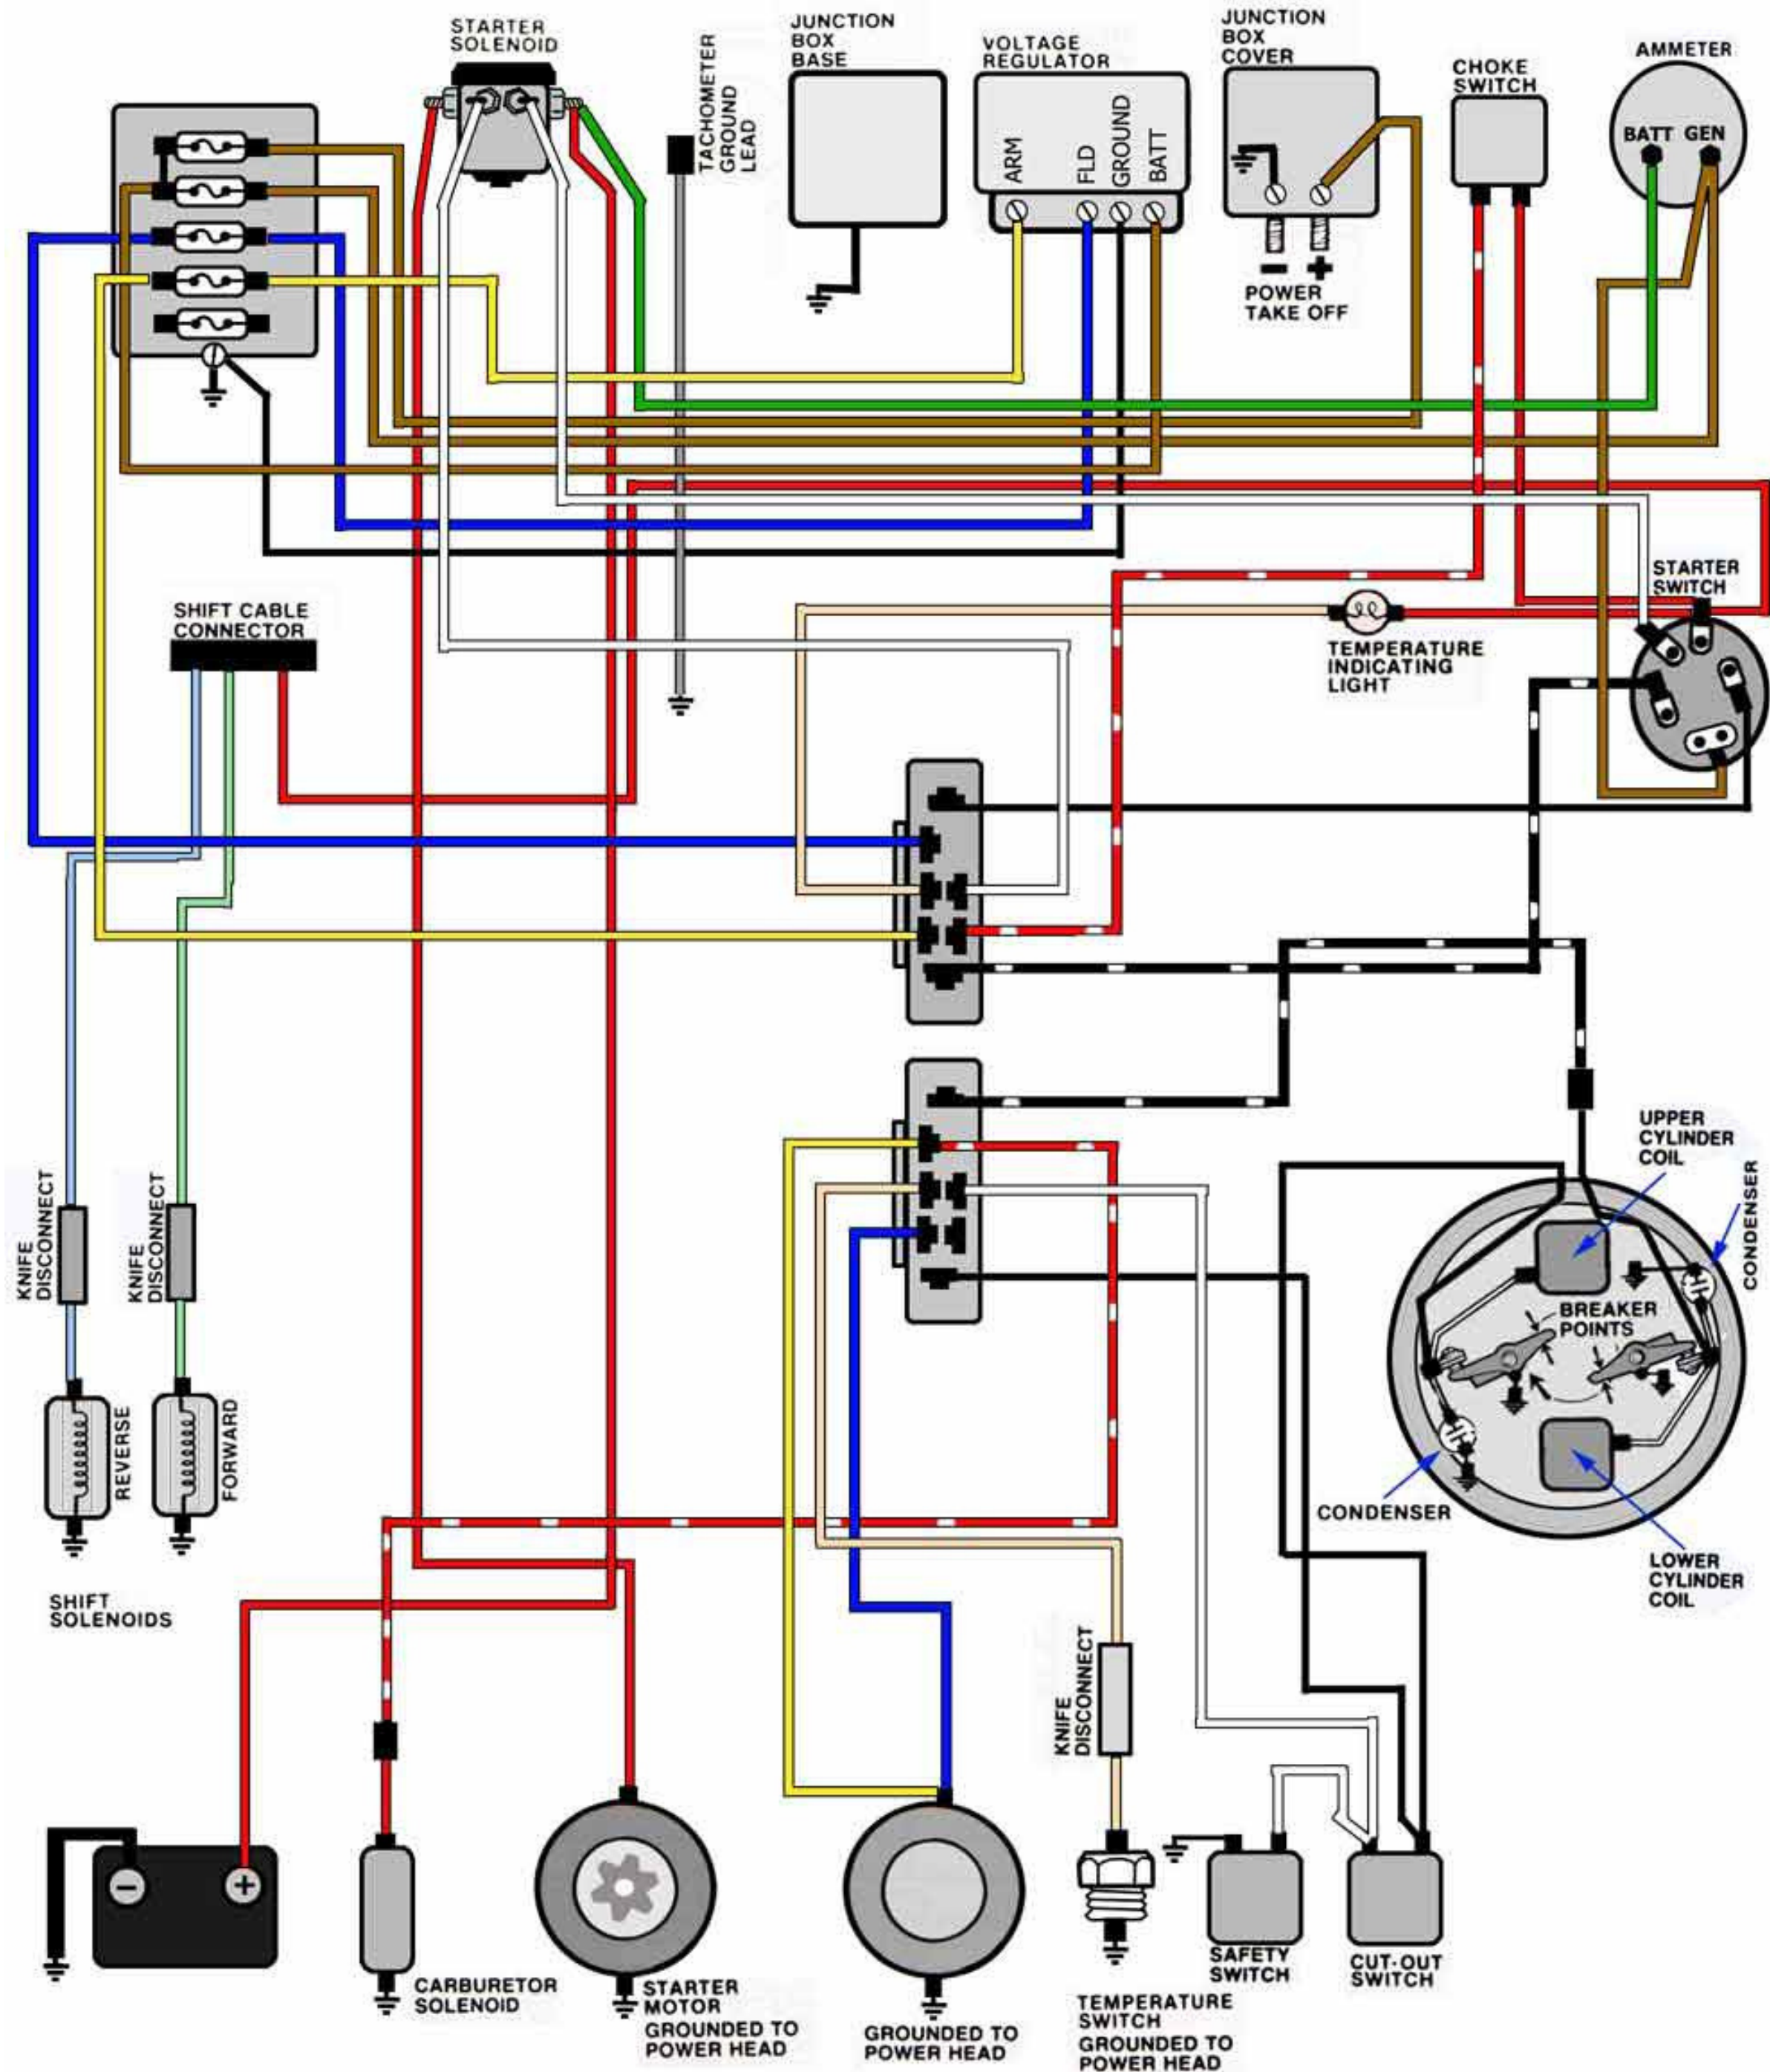 STARTER
SOLENOID
TACHOMETER
GROUND
LEAD
JUNCTION
BOX
BASE
VOLTAGE
REGULATOR
ARM
FLD
GROUND
BATT
JUNCTION
BOX
COVER
- +
POWER
TAKE OFF
CHOKE
SWITCH
AMMETER
BATT GEN
STARTER
SWITCH
TEMPERATURE
INDICATING
LIGHT
SHIFT CABLE
CONNECTOR
KNIFE
DISCONNECT
KNIFE
DISCONNECT
REVERSE
FORWARD
SHIFT
SOLENOIDS
UPPER
CYLINDER
COIL
CONDENSER
BREAKER
POINTS
CONDENSER
LOWER
CYLINDER
COIL
KNIFE
DISCONNECT
- +
CARBURETOR
SOLENOID
STARTER
MOTOR
GROUNDED TO
POWER HEAD
GROUNDED TO
POWER HEAD
TEMPERATURE
SWITCH
GROUNDED TO
POWER HEAD
SAFETY
SWITCH
CUT-OUT
SWITCH